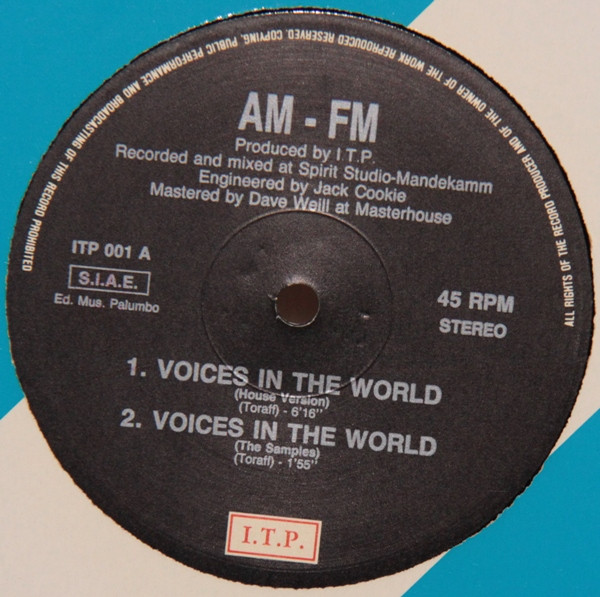 ALL RIGHTS OF THE RECORD PRODUCER AND OF THE OWNER OF THE WORK REPRODUCED RESERVED. COPYING, PUBLIC PERFORMANCE AND BROADCASTING OF THIS RECORD PROHIBITED
AM - FM
Produced by I.T.P.
Recorded and mixed at Spirit Studio-Mandekamm
Engineered by Jack Cookie
Mastered by Dave Weill at Masterhouse
ITP 001 A
S.I.A.E.
Ed. Mus. Palumbo
45 RPM
STEREO
1. VOICES IN THE WORLD
(House Version)
(Toraff) - 6'16''
2. VOICES IN THE WORLD
(The Samples)
(Toraff) - 1'55''
I.T.P.